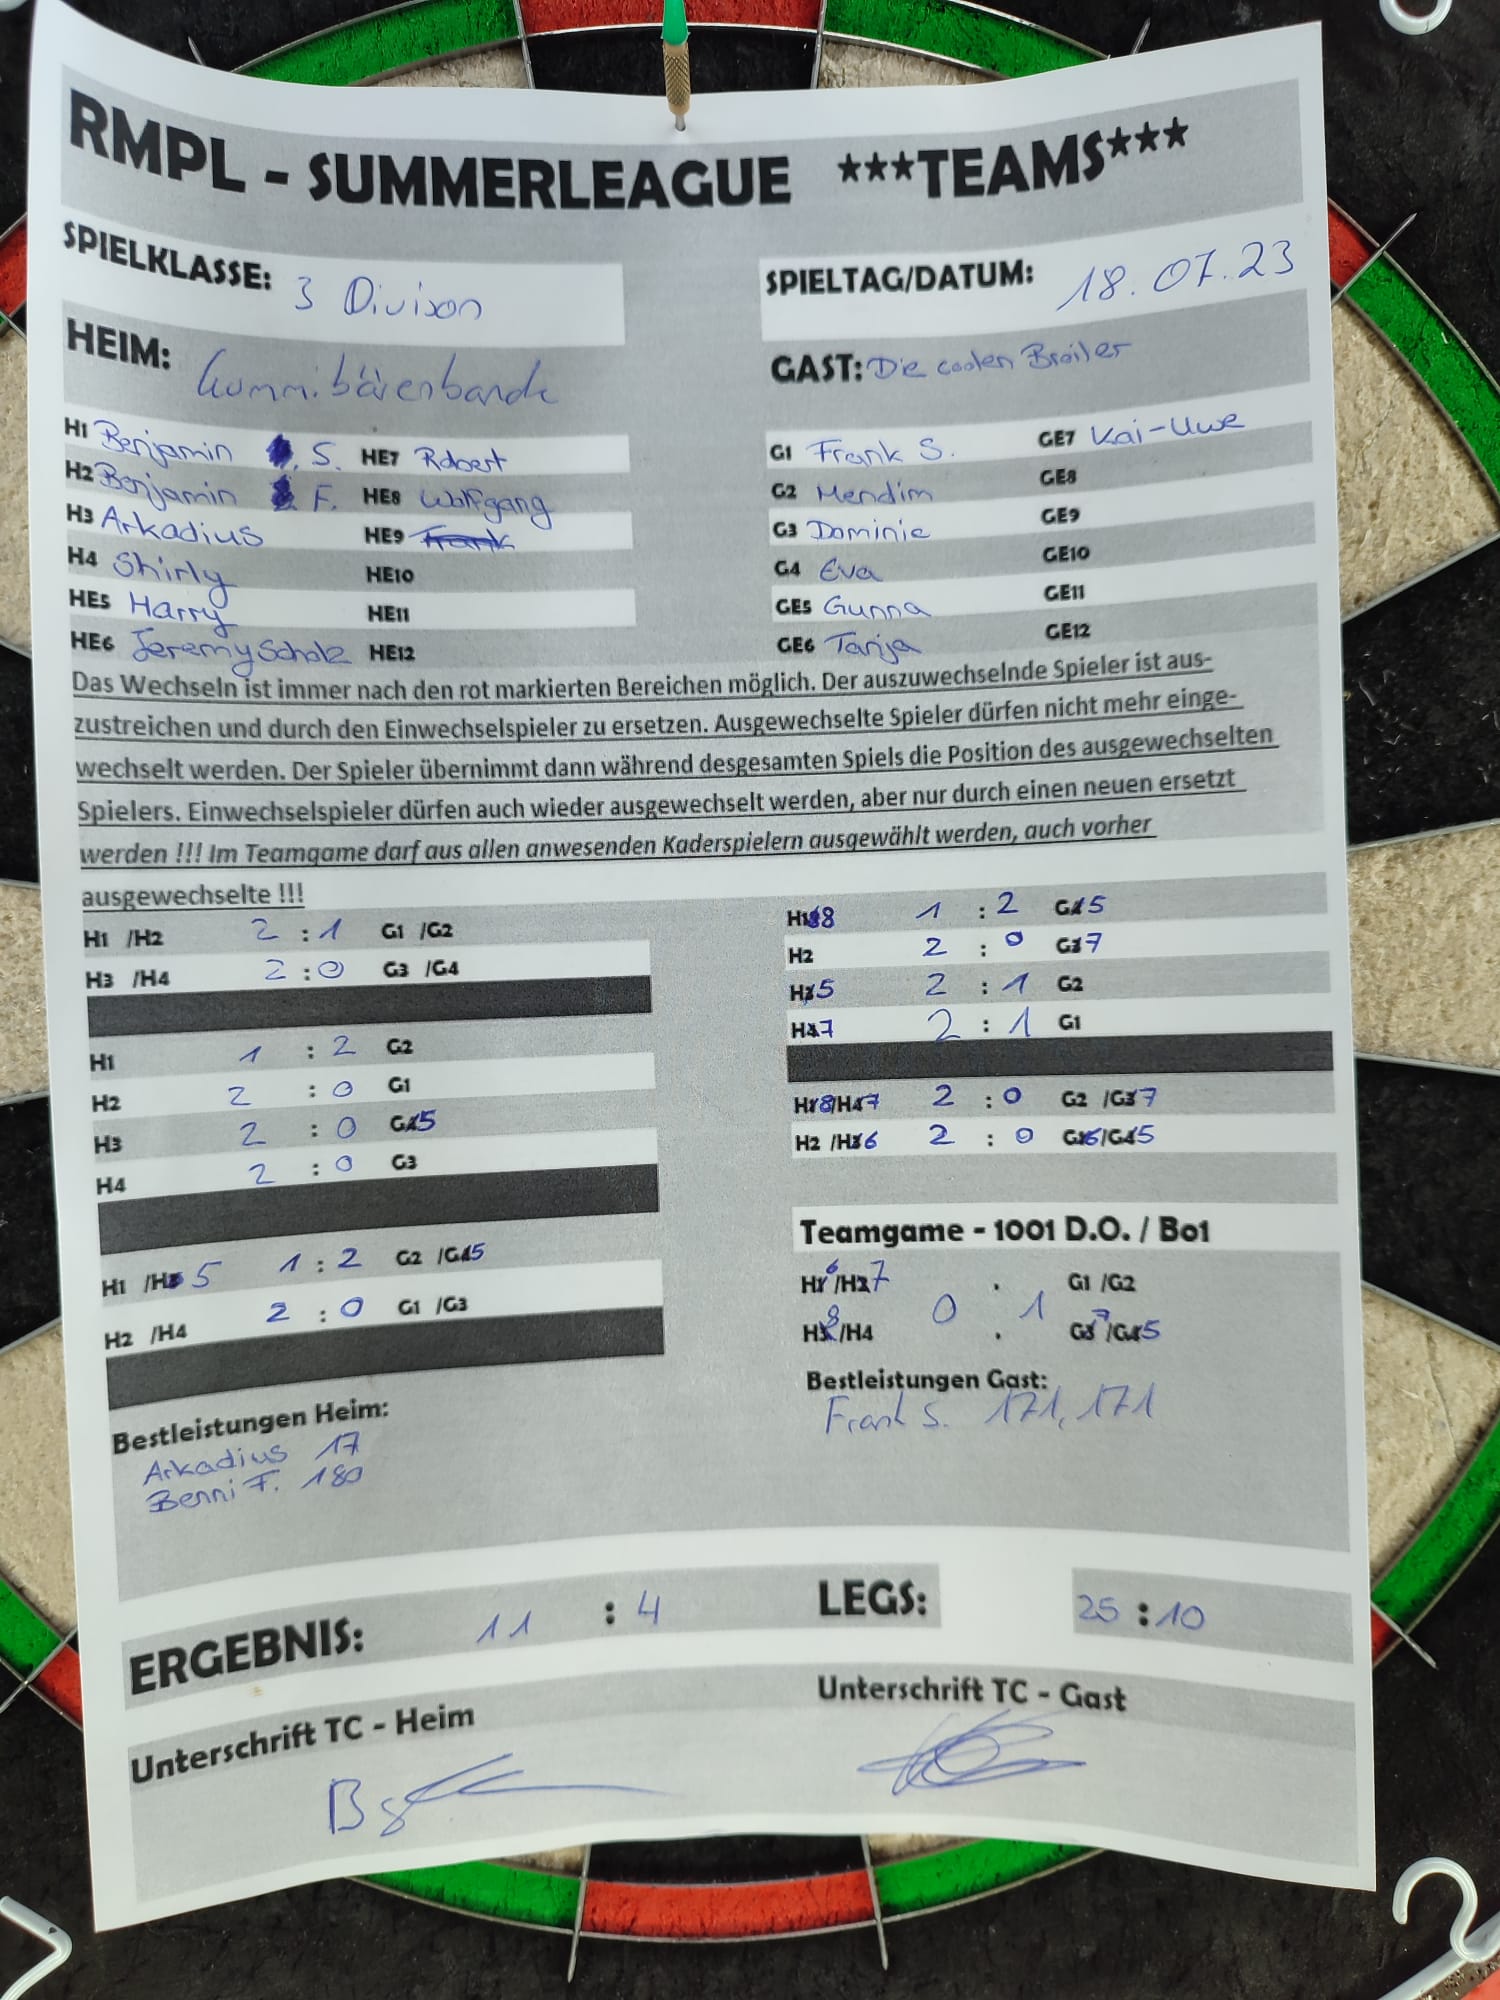 RMPL - SUMMERLEAGUE ***TEAMS***
SPIELKLASSE: 3 Divison SPIELTAG/DATUM: 18.07.23
HEIM: Gummibärenbande GAST: Die coolen Broiler
H1 Benjamin S. HE7 Robert G1 Frank S. GE7 Kai-Uwe
H2 Benjamin F. HE8 Wolfgang G2 Mendim GE8
H3 Arkadius HE9 Frank G3 Dominic GE9
H4 Shirly HE10 G4 Eva GE10
HE5 Harry HE11 GE5 Gunna GE11
HE6 Jeremy Scholz HE12 GE6 Tanja GE12
Das Wechseln ist immer nach den rot markierten Bereichen möglich. Der auszuwechselnde Spieler ist aus-
zustreichen und durch den Einwechselspieler zu ersetzen. Ausgewechselte Spieler dürfen nicht mehr einge-
wechselt werden. Der Spieler übernimmt dann während desgesamten Spiels die Position des ausgewechselten
Spielers. Einwechselspieler dürfen auch wieder ausgewechselt werden, aber nur durch einen neuen ersetzt
werden !!! Im Teamgame darf aus allen anwesenden Kaderspielern ausgewählt werden, auch vorher
ausgewechselte !!!
H1 /H2 2 : 1 G1 /G2
H3 /H4 2 : 0 G3 /G4
H1 1 : 2 G2
H2 2 : 0 G1
H3 2 : 0 G5
H4 2 : 0 G3
H1 /H5 1 : 2 G2 /G5
H2 /H4 2 : 0 G1 /G3
Bestleistungen Heim:
Arkadius 17
Benni F. 180
H8 1 : 2 G5
H2 2 : 0 G7
H5 2 : 1 G2
H7 2 : 1 G1
H8/H7 2 : 0 G2 /G7
H2 /H6 2 : 0 G6/G5
Teamgame - 1001 D.O. / Bo1
H6 /H7 G1 /G2
0 : 1
H8 /H4 G7 /G5
Bestleistungen Gast:
Frank S. 171, 171
ERGEBNIS: 11 : 4 LEGS: 25 : 10
Unterschrift TC - Heim Unterschrift TC - Gast